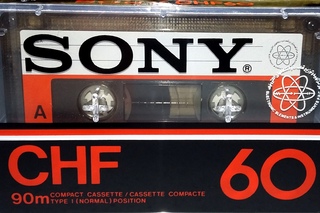 SONY®
A
CHF 60
90m COMPACT CASSETTE/CASSETTE COMPACTE
TYPE I (NORMAL) POSITION